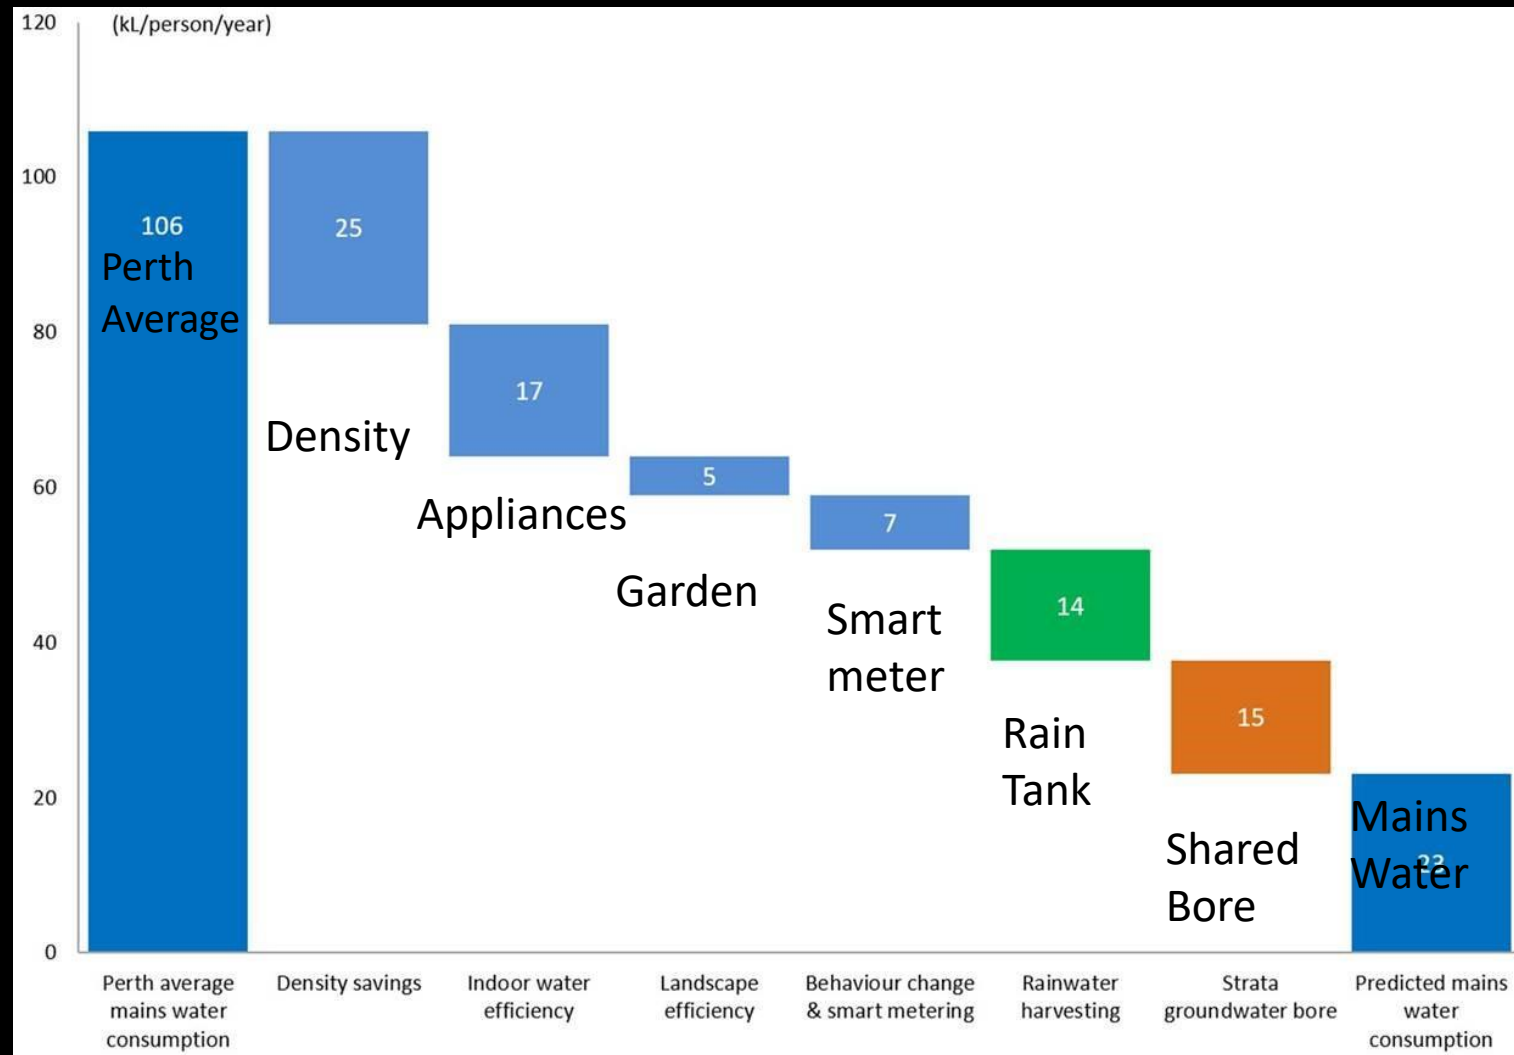 120
(kL/person/year)
100
80
60
40
20
0
106
Perth
Average
25
Density
17
Appliances
5
Garden
7
Smart
meter
14
Rain
Tank
15
Shared
Bore
Mains
Water
23
Perth average
mains water
consumption
Density savings
Indoor water
efficiency
Landscape
efficiency
Behaviour change
& smart metering
Rainwater
harvesting
Strata
groundwater bore
Predicted mains
water
consumption